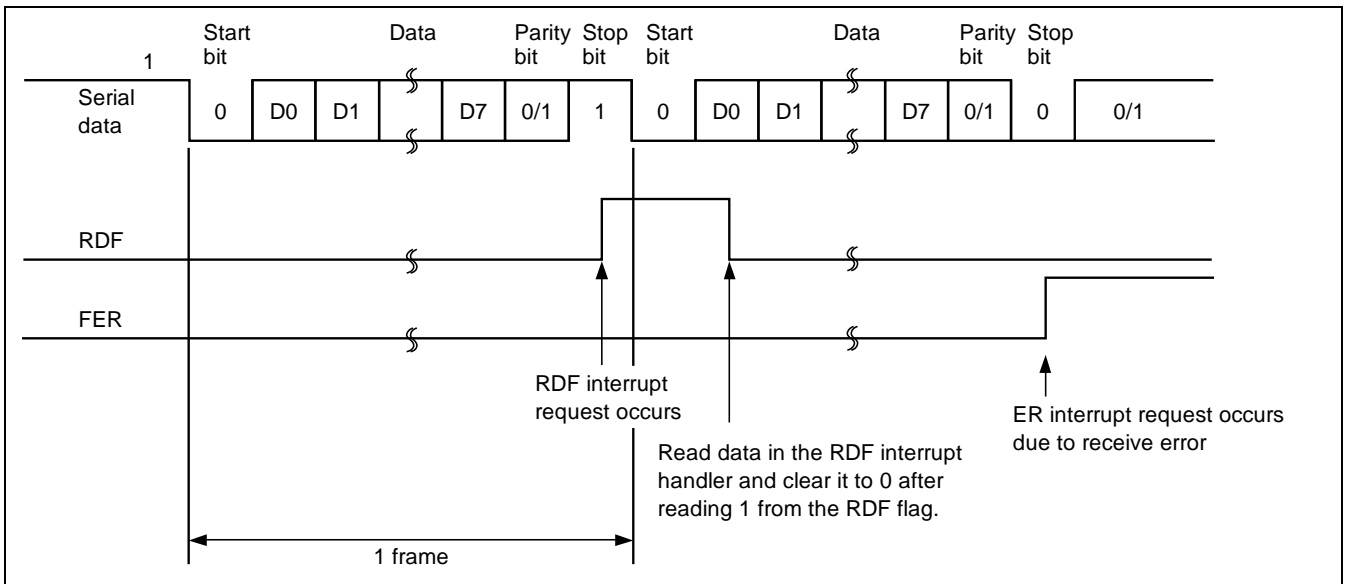 Start bit
Data
Parity bit
Stop bit
Start bit
Data
Parity bit
Stop bit
1
Serial data
0 D0 D1 D7 0/1 1 0 D0 D1 D7 0/1 0 0/1
RDF
FER
RDF interrupt
request occurs
ER interrupt request occurs
due to receive error
Read data in the RDF interrupt
handler and clear it to 0 after
reading 1 from the RDF flag.
1 frame